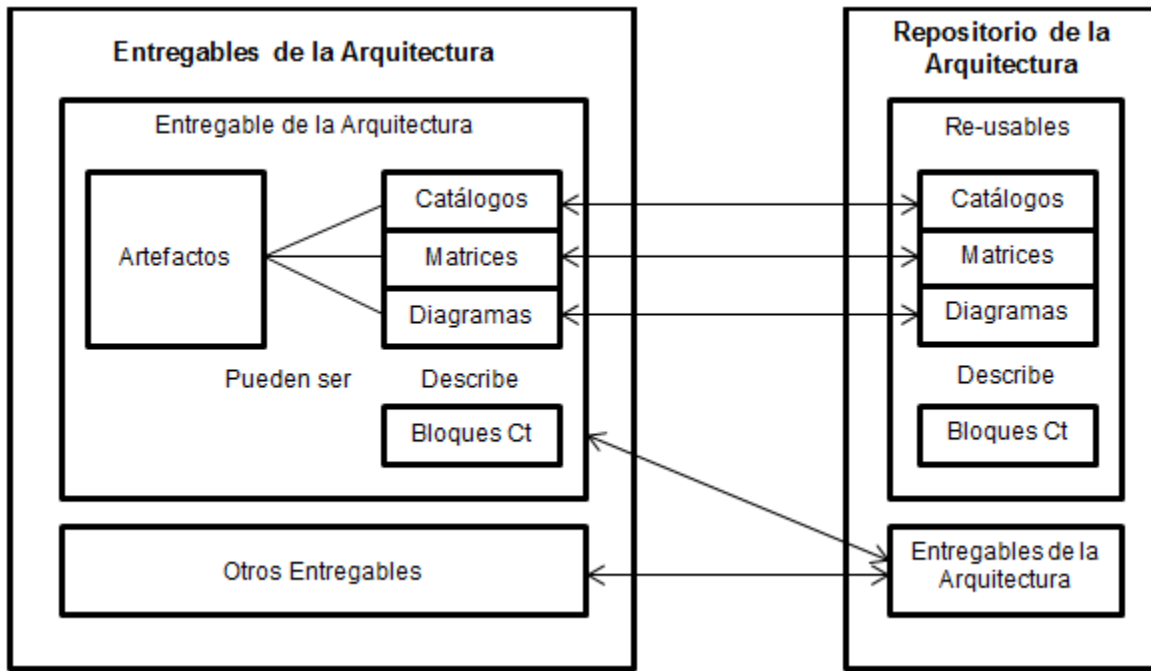 Entregables de la Arquitectura
Entregable de la Arquitectura
Artefactos
Catálogos
Matrices
Diagramas
Pueden ser
Describe
Bloques Ct
Otros Entregables
Repositorio de la
Arquitectura
Re-usables
Catálogos
Matrices
Diagramas
Describe
Bloques Ct
Entregables de la
Arquitectura